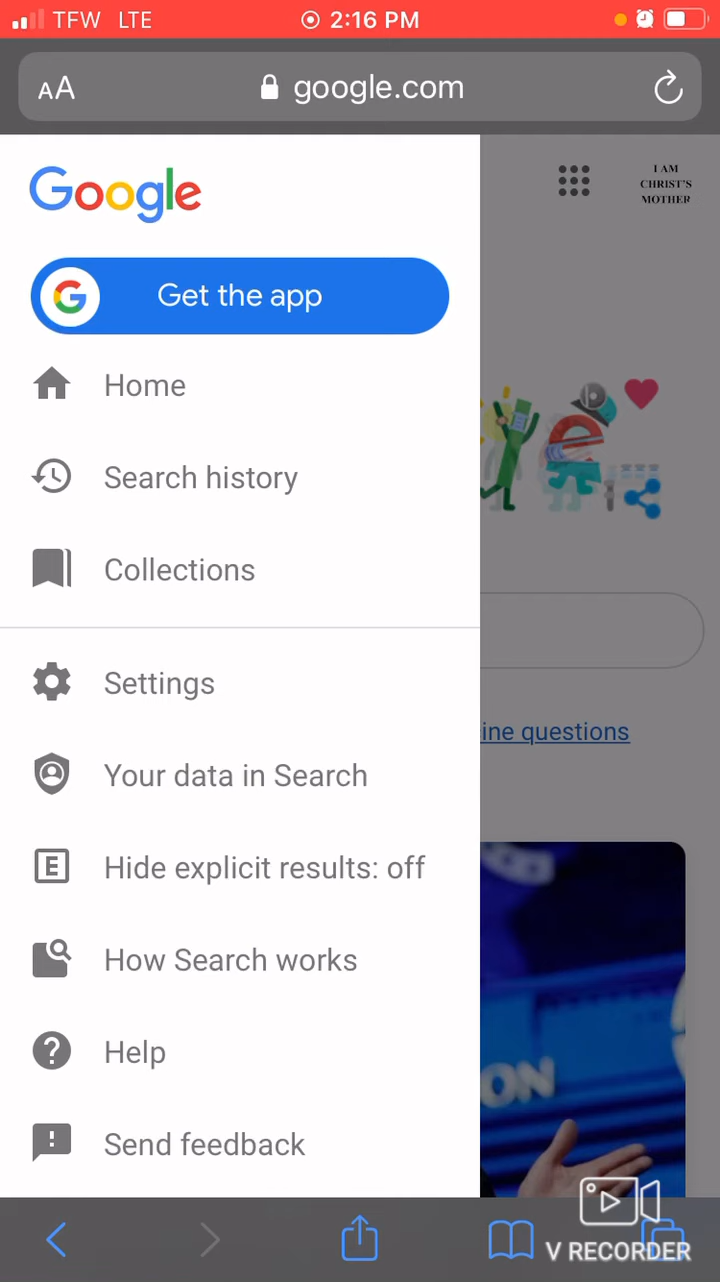 TFW LTE 2:16 PM
AA google.com
Google
I AM
CHRIST'S
MOTHER
G Get the app
Home
Search history
Collections
Settings
ine questions
Your data in Search
E Hide explicit results: off
How Search works
ON
? Help
! Send feedback
V RECORDER